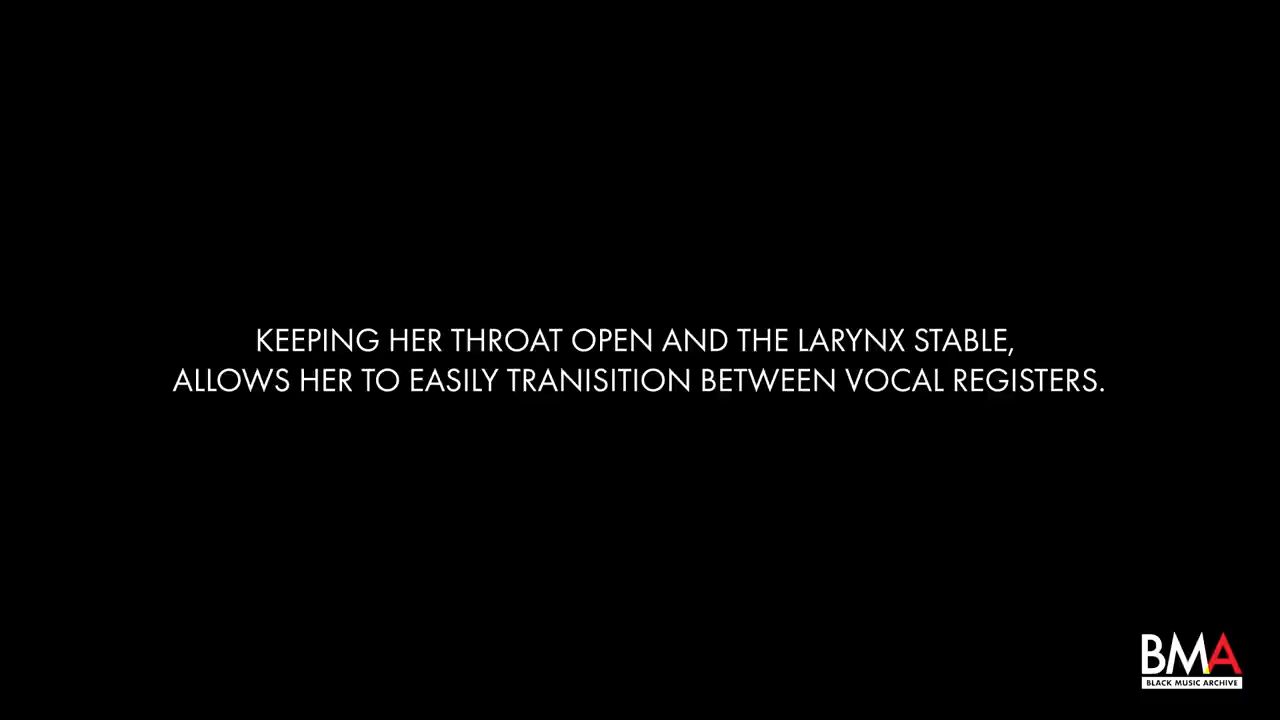 KEEPING HER THROAT OPEN AND THE LARYNX STABLE,
ALLOWS HER TO EASILY TRANISITION BETWEEN VOCAL REGISTERS.
BMA
BLACK MUSIC ARCHIVE